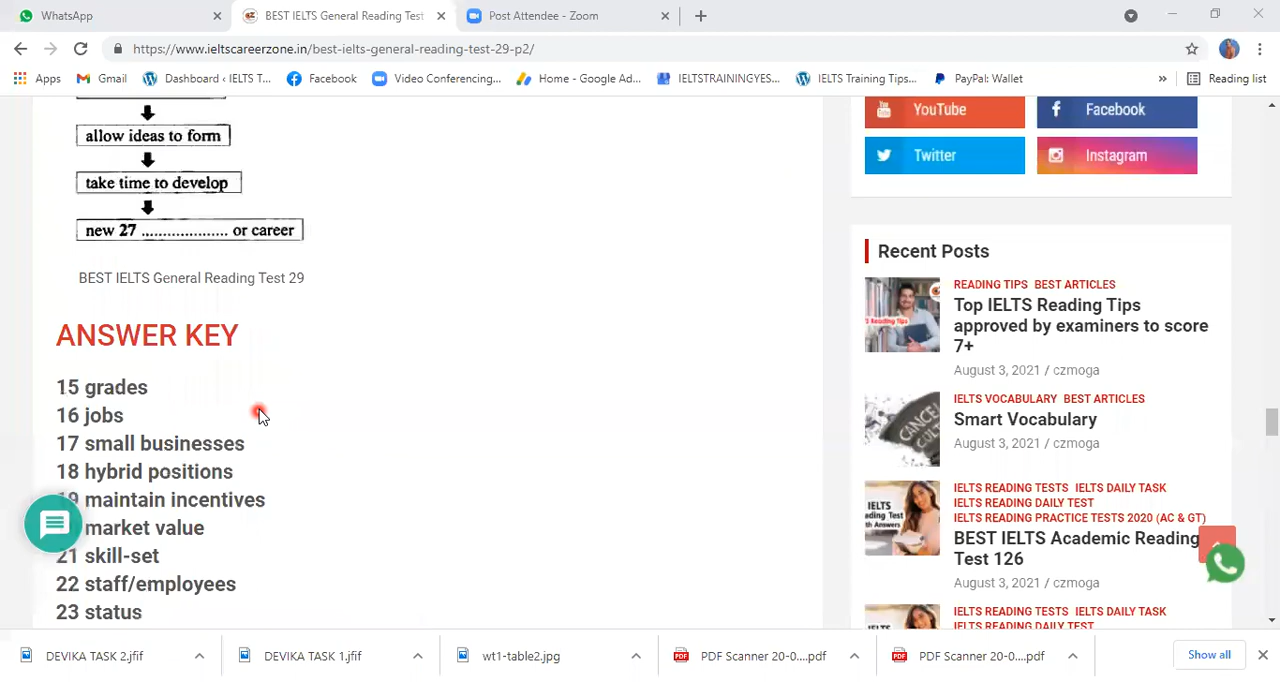 WhatsApp
BEST IELTS General Reading Test
Post Attendee - Zoom
https://www.ieltscareerzone.in/best-ielts-general-reading-test-29-p2/
Apps
Gmail
Dashboard ‹ IELTS T...
Facebook
Video Conferencing...
Home - Google Ad...
IELTSTRAININGYES...
IELTS Training Tips...
PayPal: Wallet
»
Reading list
allow ideas to form
take time to develop
new 27 .................... or career
BEST IELTS General Reading Test 29
ANSWER KEY
15 grades
16 jobs
17 small businesses
18 hybrid positions
19 maintain incentives
market value
21 skill-set
22 staff/employees
23 status
YouTube
Facebook
Twitter
Instagram
Recent Posts
READING TIPS BEST ARTICLES
Top IELTS Reading Tips
approved by examiners to score
7+
August 3, 2021 / czmoga
IELTS VOCABULARY BEST ARTICLES
Smart Vocabulary
August 3, 2021 / czmoga
IELTS READING TESTS IELTS DAILY TASK
IELTS READING DAILY TEST
IELTS READING PRACTICE TESTS 2020 (AC & GT)
BEST IELTS Academic Reading
Test 126
August 3, 2021 / czmoga
IELTS READING TESTS IELTS DAILY TASK
IELTS READING DAILY TEST
DEVIKA TASK 2.jfif
DEVIKA TASK 1.jfif
wt1-table2.jpg
PDF Scanner 20-0....pdf
PDF Scanner 20-0....pdf
Show all